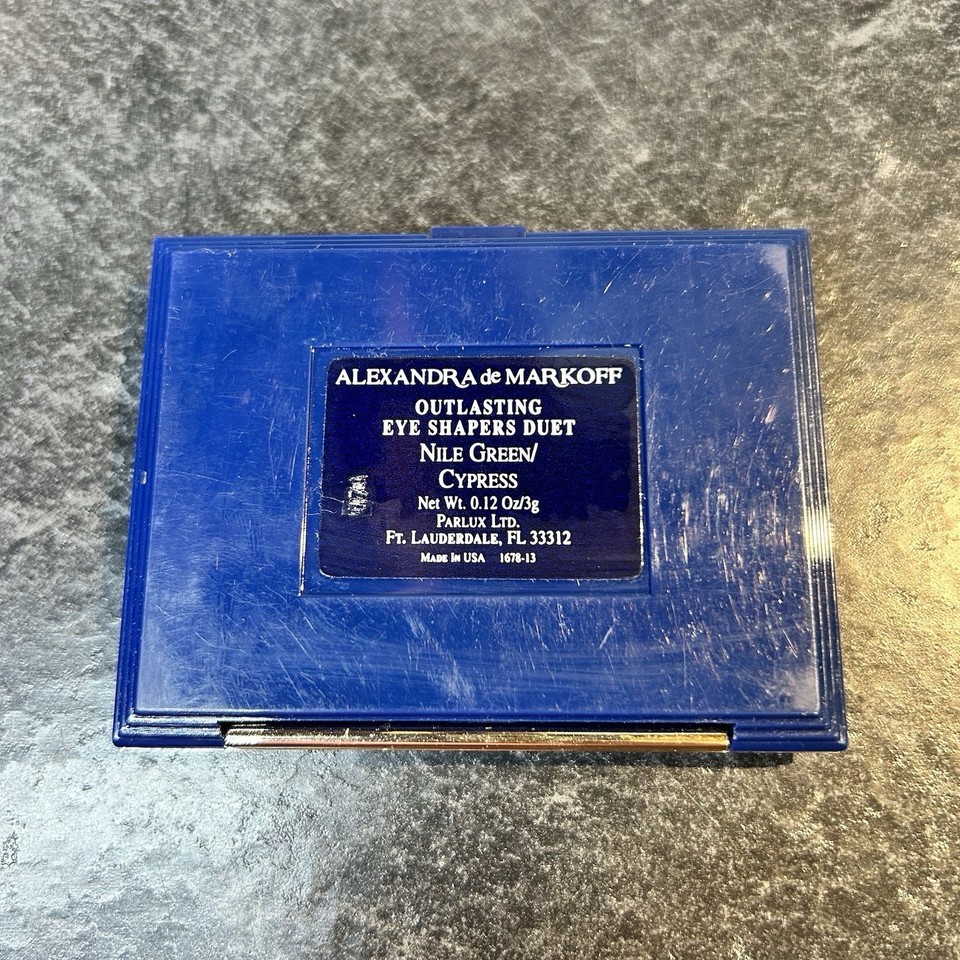 ALEXANDRA de MARKOFF
OUTLASTING
EYE SHAPERS DUET
NILE GREEN/
CYPRESS
Net Wt. 0.12 Oz/3g
PARLUX LTD.
FT. LAUDERDALE, FL 33312
MADE IN USA 1678-13